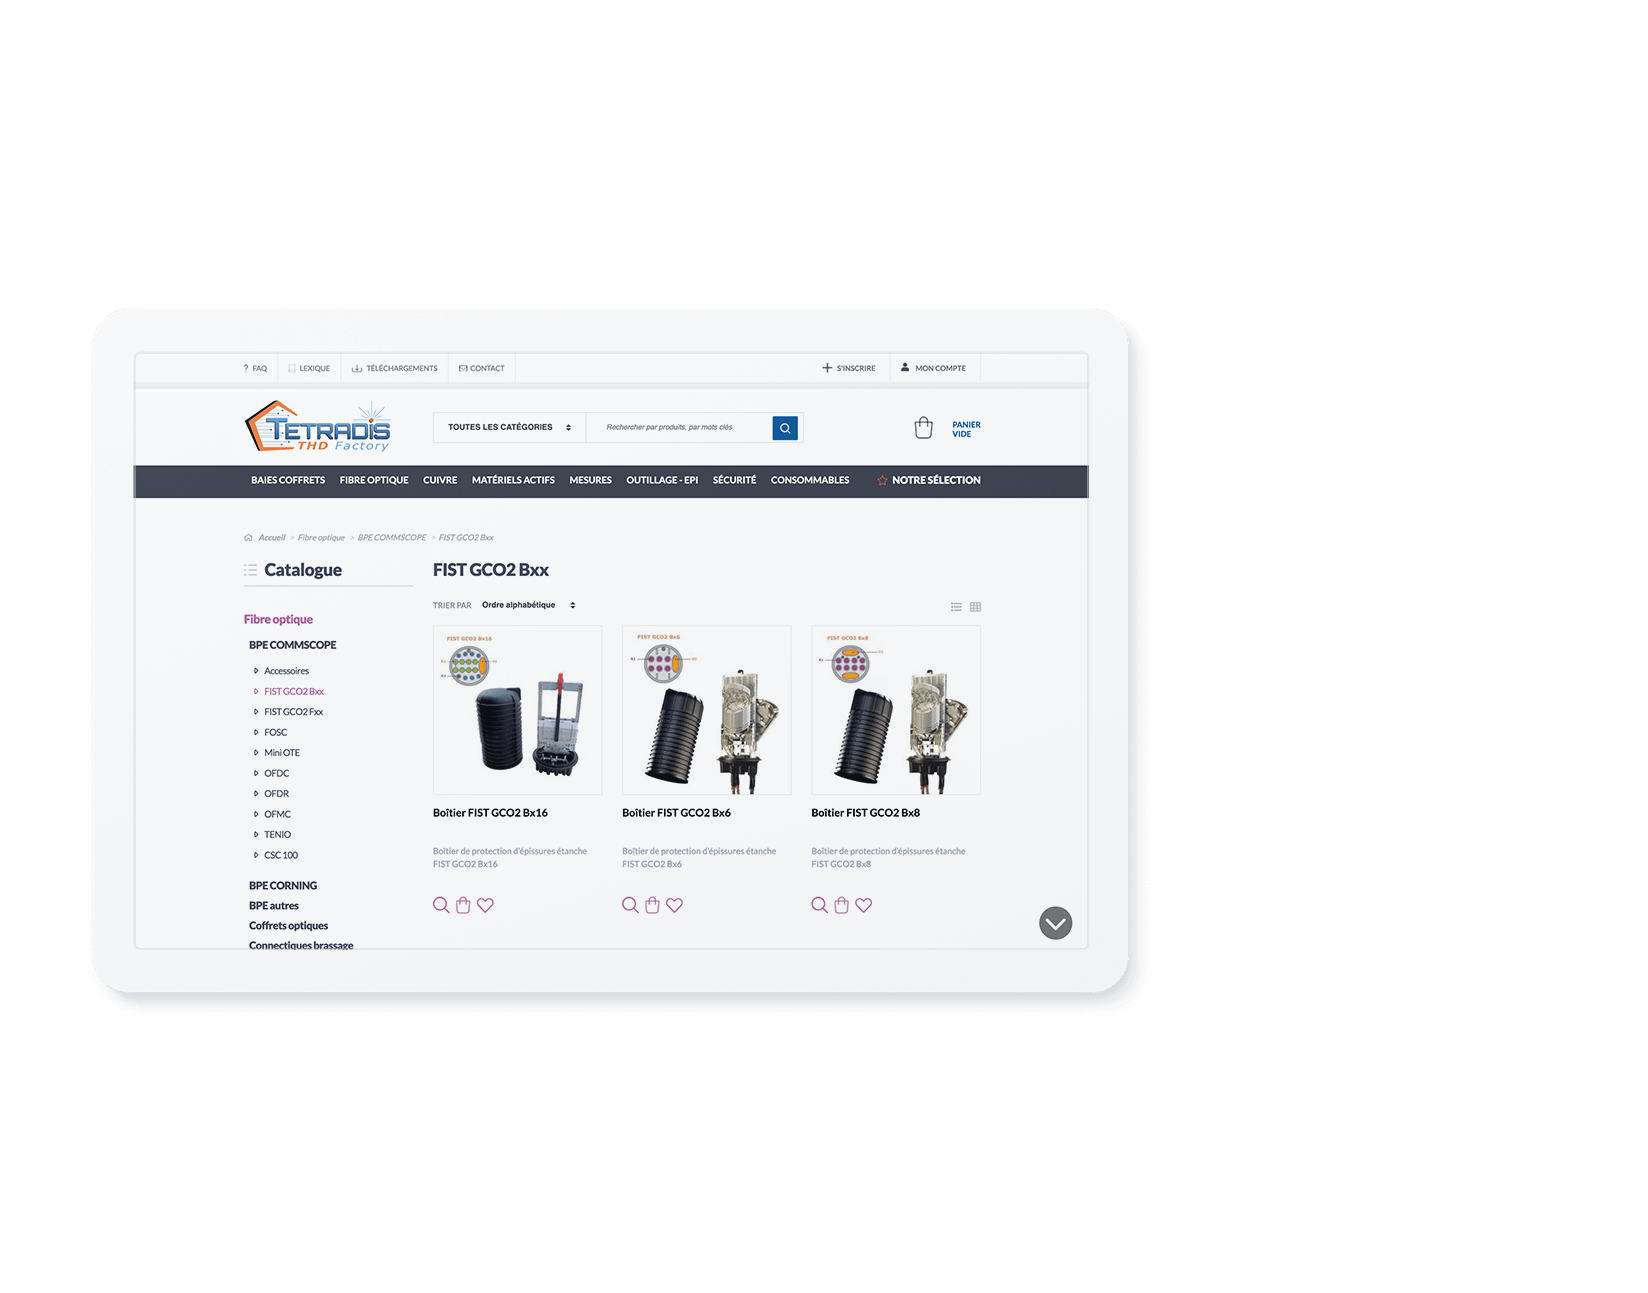 ? FAQ
LEXIQUE
TÉLÉCHARGEMENTS
CONTACT
S'INSCRIRE
MON COMPTE
TETRADIS
THD Factory
TOUTES LES CATÉGORIES
Rechercher par produits, par mots clés
PANIER
VIDE
BAIES COFFRETS FIBRE OPTIQUE CUIVRE MATÉRIELS ACTIFS MESURES OUTILLAGE - EPI SÉCURITÉ CONSOMMABLES NOTRE SÉLECTION
Accueil > Fibre optique > BPE COMMSCOPE > FIST GCO2 Bxx
Catalogue
Fibre optique
BPE COMMSCOPE
Accessoires
FIST GCO2 Bxx
FIST GCO2 Fxx
FOSC
Mini OTE
OFDC
OFDR
OFMC
TENIO
CSC 100
BPE CORNING
BPE autres
Coffrets optiques
Connectiques brassage
FIST GCO2 Bxx
TRIER PAR Ordre alphabétique
FIST GCO2 Bx16
Boîtier FIST GCO2 Bx16
Boîtier de protection d'épissures étanche
FIST GCO2 Bx16
FIST GCO2 Bx6
Boîtier FIST GCO2 Bx6
Boîtier de protection d'épissures étanche
FIST GCO2 Bx6
FIST GCO2 Bx8
Boîtier FIST GCO2 Bx8
Boîtier de protection d'épissures étanche
FIST GCO2 Bx8